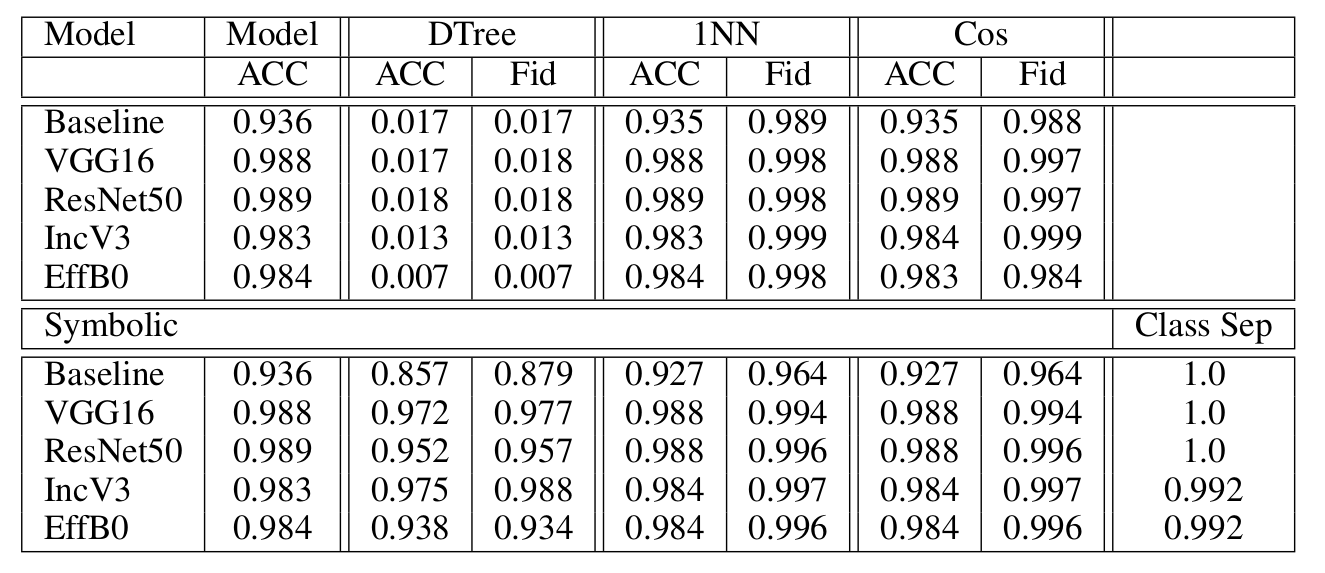 Model Model DTree 1NN Cos
ACC ACC Fid ACC Fid ACC Fid
Baseline 0.936 0.017 0.017 0.935 0.989 0.935 0.988
VGG16 0.988 0.017 0.018 0.988 0.998 0.988 0.997
ResNet50 0.989 0.018 0.018 0.989 0.998 0.989 0.997
IncV3 0.983 0.013 0.013 0.983 0.999 0.984 0.999
EffB0 0.984 0.007 0.007 0.984 0.998 0.983 0.984
Symbolic Class Sep
Baseline 0.936 0.857 0.879 0.927 0.964 0.927 0.964 1.0
VGG16 0.988 0.972 0.977 0.988 0.994 0.988 0.994 1.0
ResNet50 0.989 0.952 0.957 0.988 0.996 0.988 0.996 1.0
IncV3 0.983 0.975 0.988 0.984 0.997 0.984 0.997 0.992
EffB0 0.984 0.938 0.934 0.984 0.996 0.984 0.996 0.992